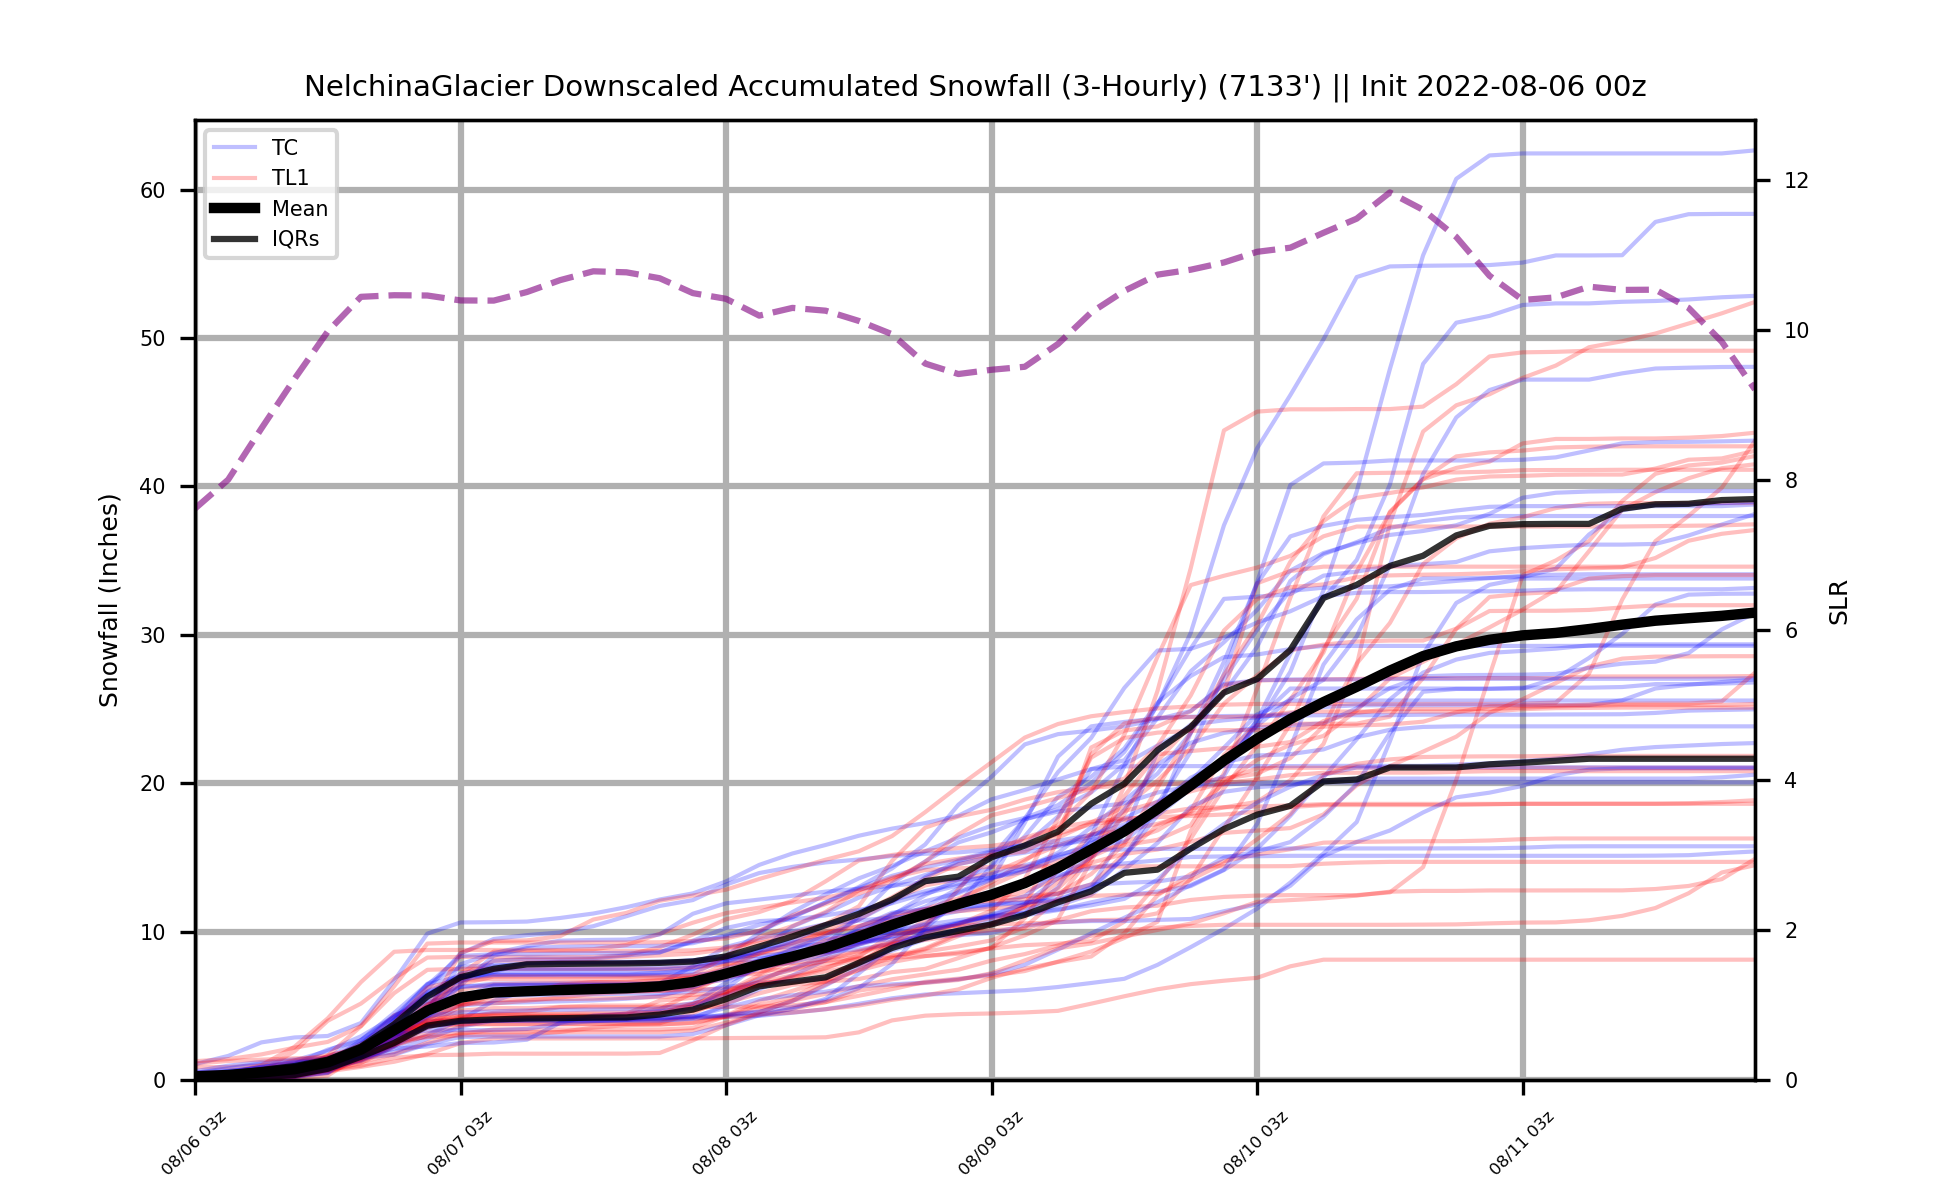 NelchinaGlacier Downscaled Accumulated Snowfall (3-Hourly) (7133') || Init 2022-08-06 00z
TC
TL1
Mean
IQRs
Snowfall (Inches)
60
50
40
30
20
10
0
12
10
8
6
4
2
0
SLR
08/06 03z
08/07 03z
08/08 03z
08/09 03z
08/10 03z
08/11 03z